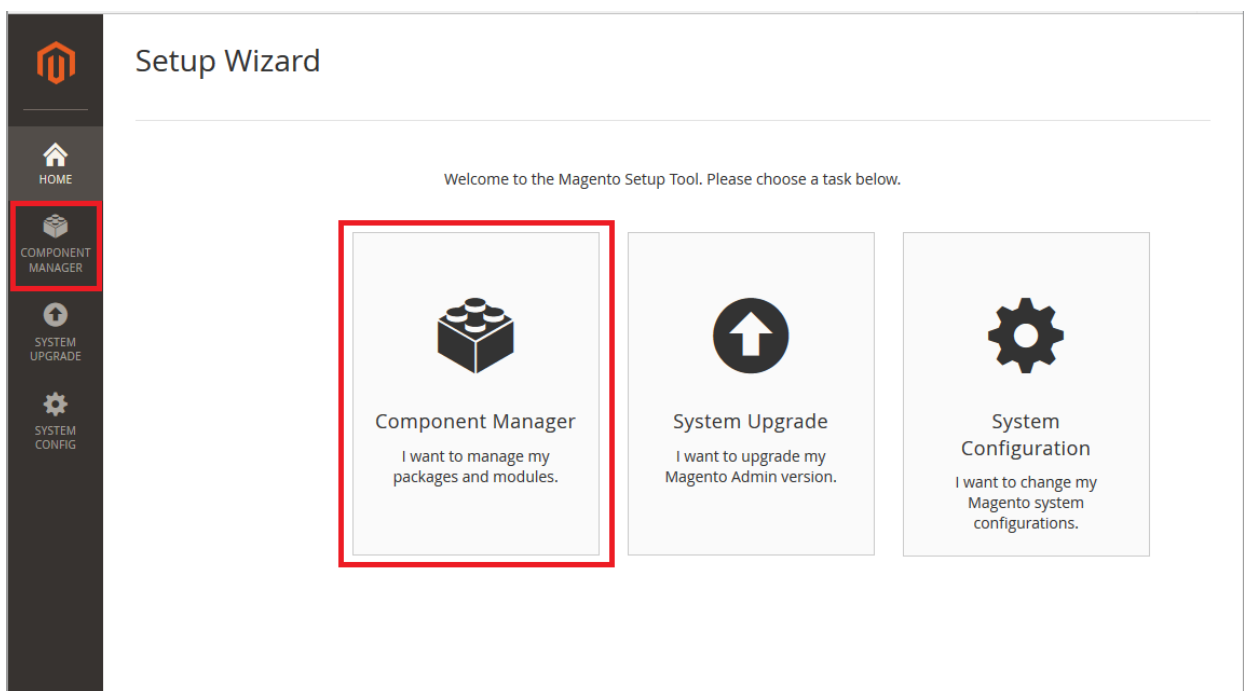 Setup Wizard
HOME
COMPONENT
MANAGER
SYSTEM
UPGRADE
SYSTEM
CONFIG
Welcome to the Magento Setup Tool. Please choose a task below.
Component Manager
I want to manage my
packages and modules.
System Upgrade
I want to upgrade my
Magento Admin version.
System
Configuration
I want to change my
Magento system
configurations.